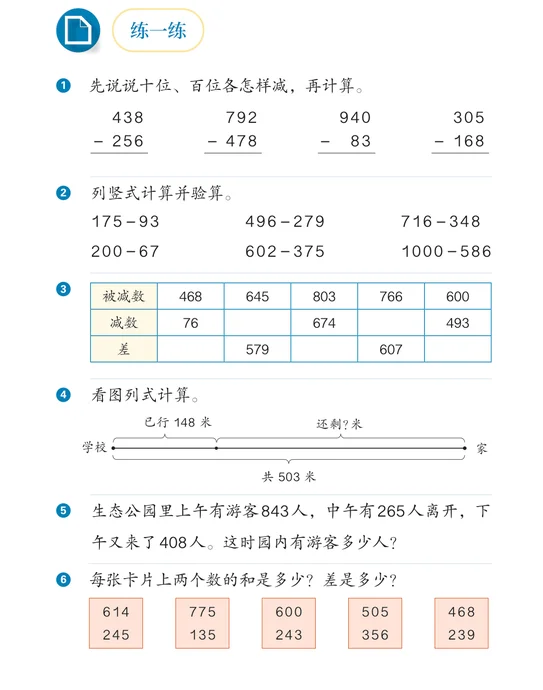 练一练
1 先说说十位、百位各怎样减，再计算。
438 792 940 305
- 256 - 478 - 83 - 168
2 列竖式计算并验算。
175-93 496-279 716-348
200-67 602-375 1000-586
3 被减数 468 645 803 766 600
减数 76 674 493
差 579 607
4 看图列式计算。
已行 148 米 还剩?米
学校 家
共 503 米
5 生态公园里上午有游客843人，中午有265人离开，下
午又来了408人。这时园内有游客多少人？
6 每张卡片上两个数的和是多少？差是多少？
614 775 600 505 468
245 135 243 356 239